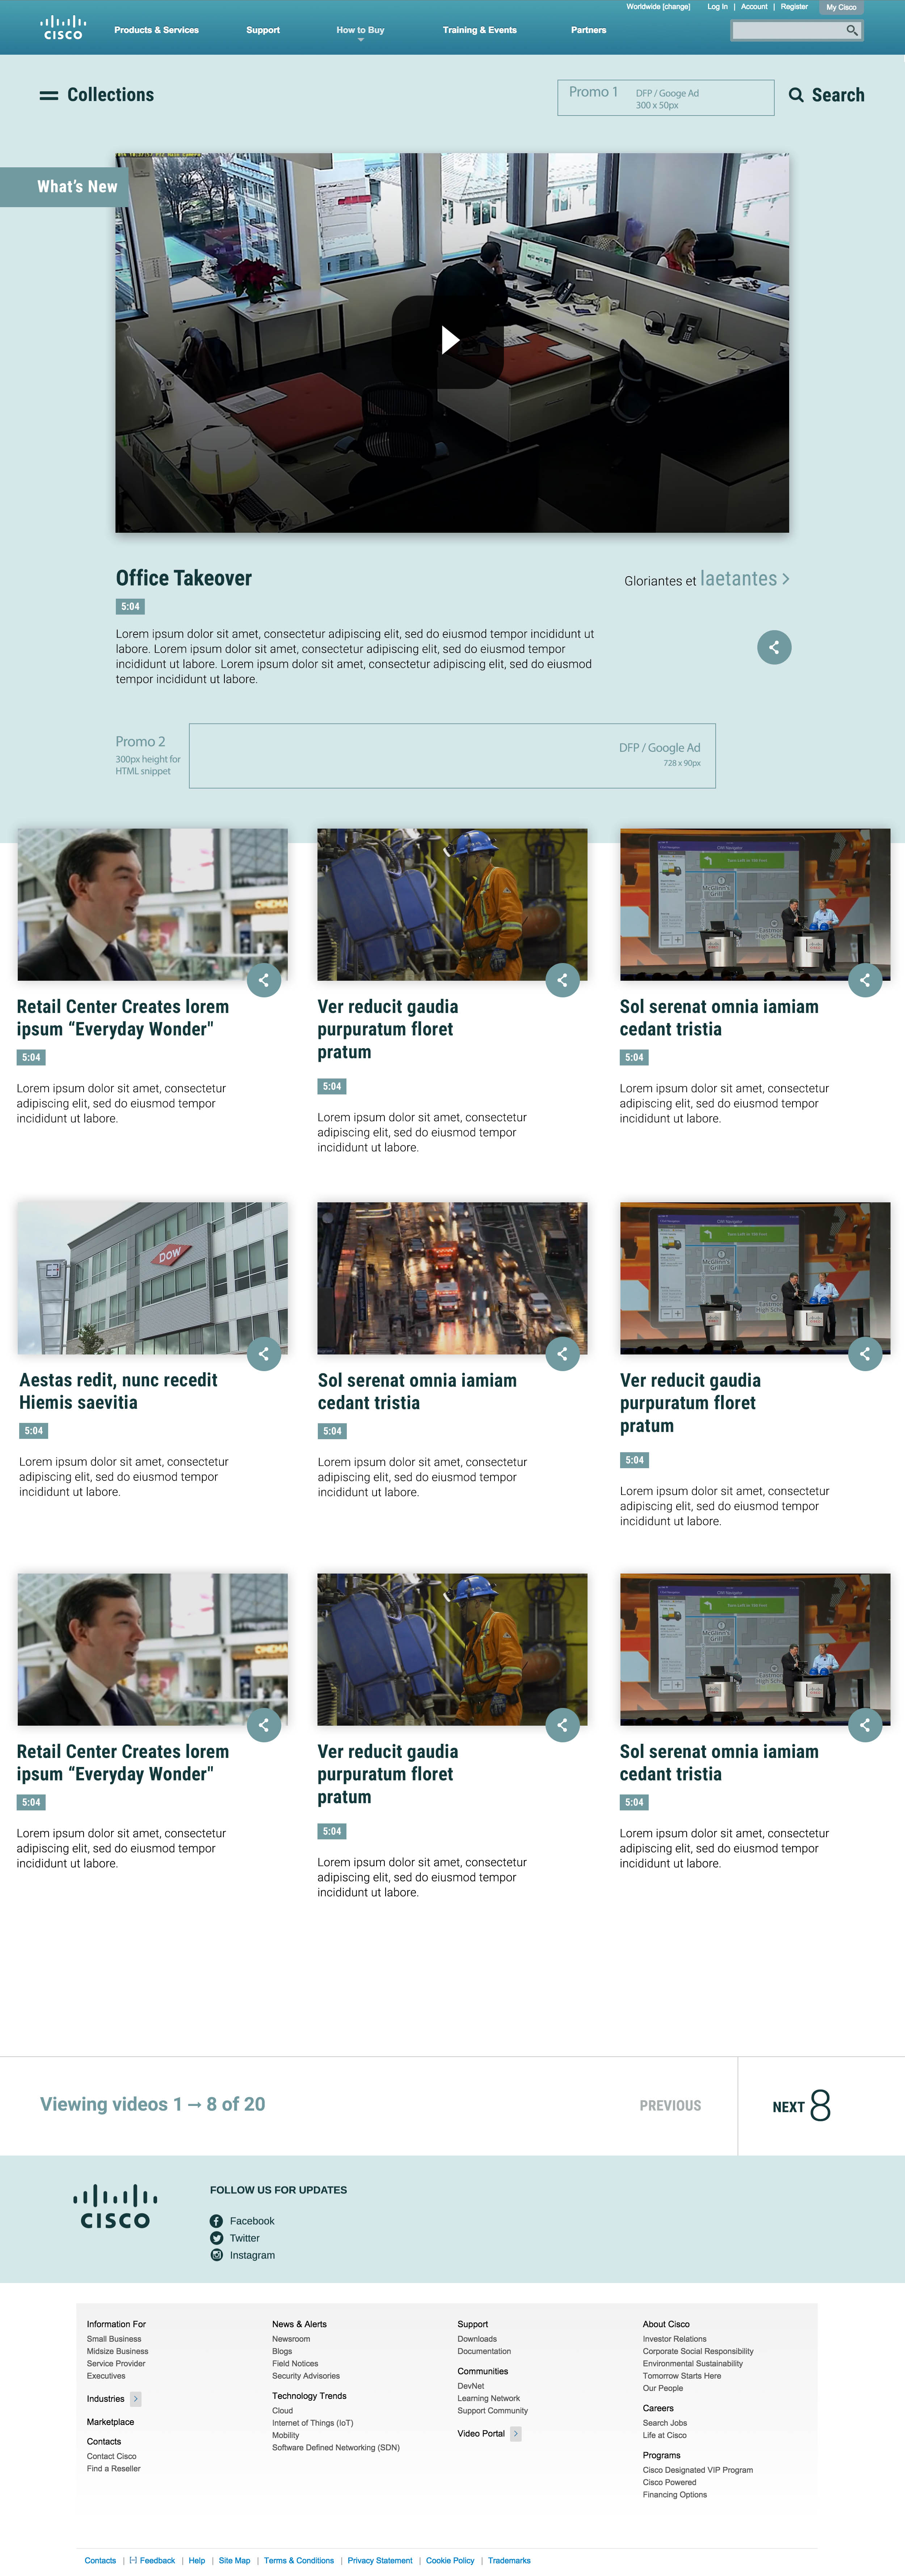 Worldwide [change] Log In | Account | Register My Cisco
CISCO
Products & Services Support How to Buy Training & Events Partners
Collections
Promo 1 DFP / Googe Ad
300 x 50px
Search
What's New
Office Takeover
Gloriantes et laetantes >
5:04
Lorem ipsum dolor sit amet, consectetur adipiscing elit, sed do eiusmod tempor incididunt ut
labore. Lorem ipsum dolor sit amet, consectetur adipiscing elit, sed do eiusmod tempor
incididunt ut labore. Lorem ipsum dolor sit amet, consectetur adipiscing elit, sed do eiusmod
tempor incididunt ut labore.
Promo 2
300px height for
HTML snippet
DFP / Google Ad
728 x 90px
CINEMA
Retail Center Creates lorem
ipsum “Everyday Wonder"
5:04
Lorem ipsum dolor sit amet, consectetur
adipiscing elit, sed do eiusmod tempor
incididunt ut labore.
Ver reducit gaudia
purpuratum floret
pratum
5:04
Lorem ipsum dolor sit amet, consectetur
adipiscing elit, sed do eiusmod tempor
incididunt ut labore.
McGlinn's
Grill
Eastmor
High Scho
Sol serenat omnia iamiam
cedant tristia
5:04
Lorem ipsum dolor sit amet, consectetur
adipiscing elit, sed do eiusmod tempor
incididunt ut labore.
DOW
Aestas redit, nunc recedit
Hiemis saevitia
5:04
Lorem ipsum dolor sit amet, consectetur
adipiscing elit, sed do eiusmod tempor
incididunt ut labore.
Sol serenat omnia iamiam
cedant tristia
5:04
Lorem ipsum dolor sit amet, consectetur
adipiscing elit, sed do eiusmod tempor
incididunt ut labore.
McGlinn's
Grill
Eastmor
High Scho
Ver reducit gaudia
purpuratum floret
pratum
5:04
Lorem ipsum dolor sit amet, consectetur
adipiscing elit, sed do eiusmod tempor
incididunt ut labore.
CINEMA
Retail Center Creates lorem
ipsum “Everyday Wonder"
5:04
Lorem ipsum dolor sit amet, consectetur
adipiscing elit, sed do eiusmod tempor
incididunt ut labore.
Ver reducit gaudia
purpuratum floret
pratum
5:04
Lorem ipsum dolor sit amet, consectetur
adipiscing elit, sed do eiusmod tempor
incididunt ut labore.
McGlinn's
Grill
Eastmor
High Scho
Sol serenat omnia iamiam
cedant tristia
5:04
Lorem ipsum dolor sit amet, consectetur
adipiscing elit, sed do eiusmod tempor
incididunt ut labore.
Viewing videos 1 → 8 of 20
PREVIOUS
NEXT 8
CISCO
FOLLOW US FOR UPDATES
Facebook
Twitter
Instagram
Information For
Small Business
Midsize Business
Service Provider
Executives
Industries >
Marketplace
Contacts
Contact Cisco
Find a Reseller
News & Alerts
Newsroom
Blogs
Field Notices
Security Advisories
Technology Trends
Cloud
Internet of Things (IoT)
Mobility
Software Defined Networking (SDN)
Support
Downloads
Documentation
Communities
DevNet
Learning Network
Support Community
Video Portal >
About Cisco
Investor Relations
Corporate Social Responsibility
Environmental Sustainability
Tomorrow Starts Here
Our People
Careers
Search Jobs
Life at Cisco
Programs
Cisco Designated VIP Program
Cisco Powered
Financing Options
Contacts | [+] Feedback | Help | Site Map | Terms & Conditions | Privacy Statement | Cookie Policy | Trademarks